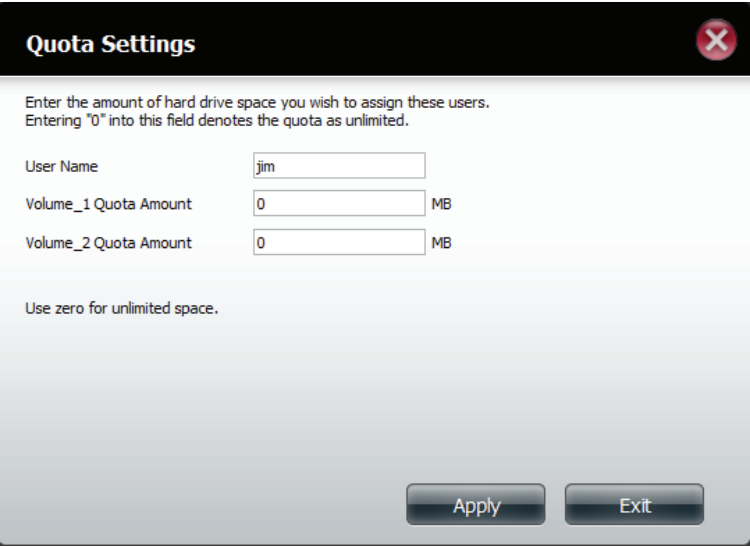 Quota Settings
Enter the amount of hard drive space you wish to assign these users.
Entering "0" into this field denotes the quota as unlimited.
User Name jim
Volume_1 Quota Amount 0 MB
Volume_2 Quota Amount 0 MB
Use zero for unlimited space.
Apply Exit